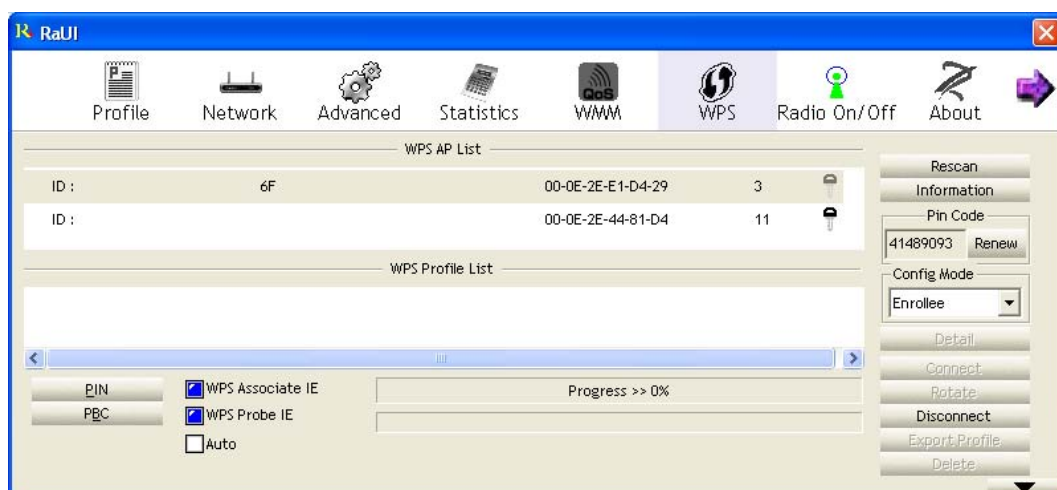 RaUI
Profile Network Advanced Statistics QoS WMM WPS Radio On/Off About
WPS AP List
ID : 6F 00-0E-2E-E1-D4-29 3
ID : 00-0E-2E-44-81-D4 11
WPS Profile List
Rescan
Information
Pin Code
41489093 Renew
Config Mode
Enrollee
Detail
Connect
Rotate
Disconnect
Export Profile
Delete
PIN WPS Associate IE Progress >> 0%
PBC WPS Probe IE
Auto